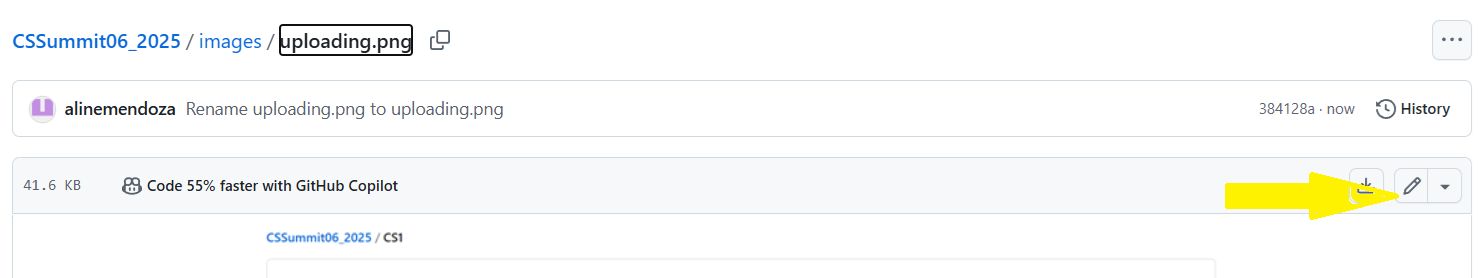 CSSummit06_2025 / images / uploading.png
alinemendoza Rename uploading.png to uploading.png 384128a · now History
41.6 KB Code 55% faster with GitHub Copilot
CSSummit06_2025 / CS1